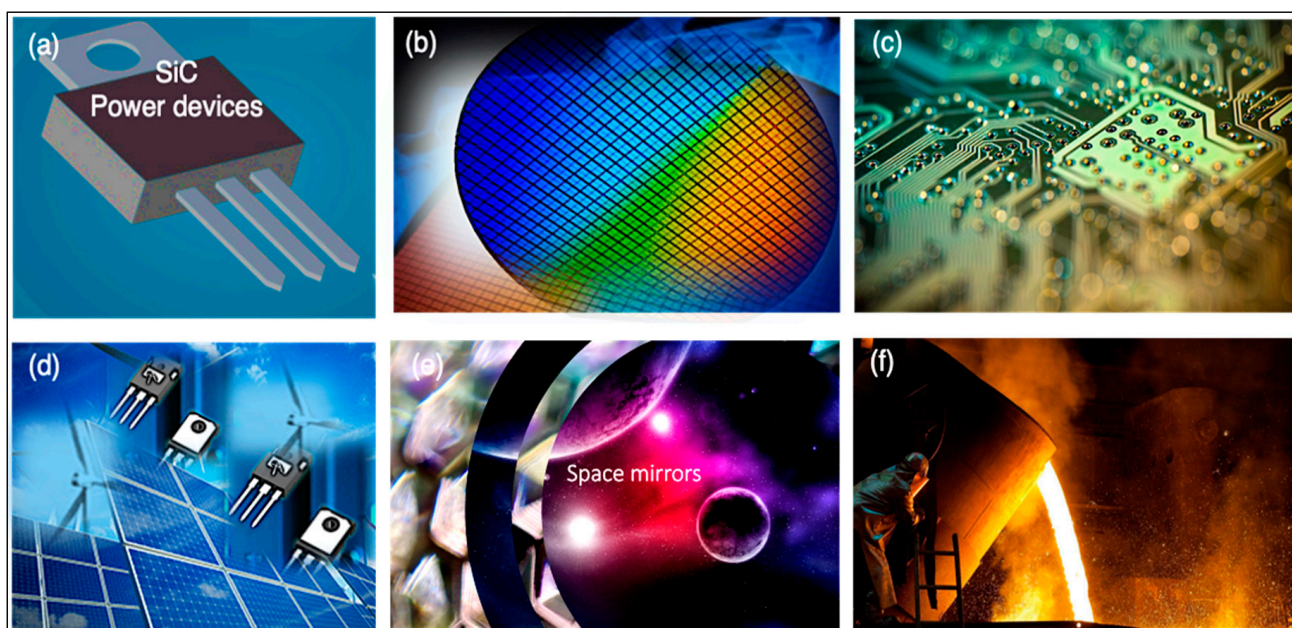 (a)
SiC
Power devices
(b)
(c)
(d)
(e)
Space mirrors
(f)